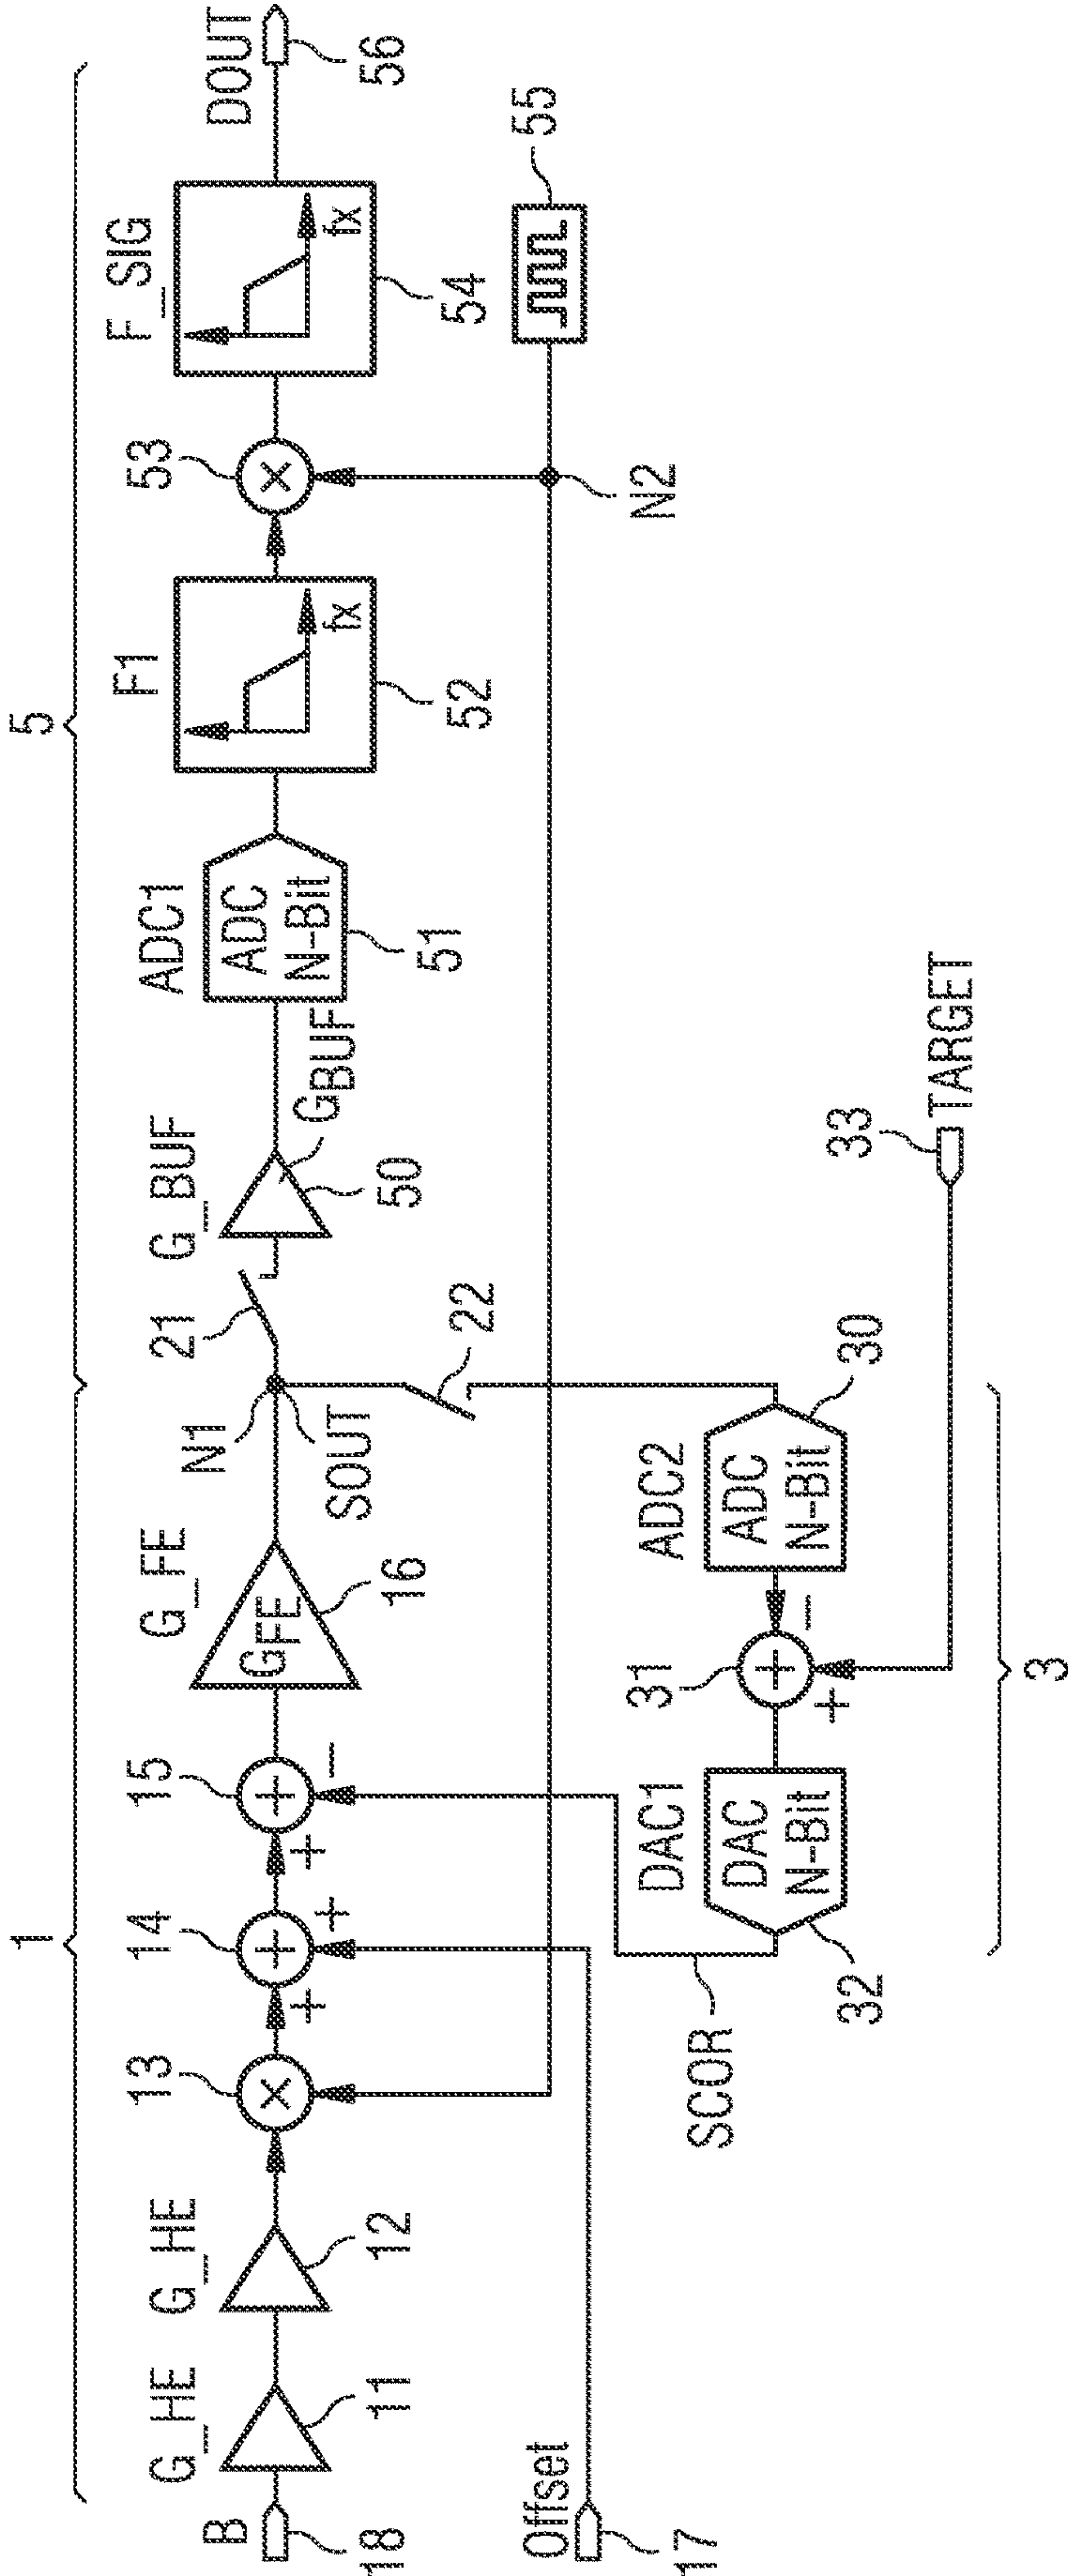 1
5
B
18
G_HE
11
G_HE
12
13
14
15
G_FE
GFE
16
N1
SOUT
21
G_BUF
GBUF
50
ADC1
ADC
N-Bit
51
F1
fx
52
53
F_SIG
fx
54
DOUT
56
+
+
+
-
22
N2
55
Offset
17
SCOR
DAC1
DAC
N-Bit
32
31
-
+
ADC2
ADC
N-Bit
30
33
TARGET
3